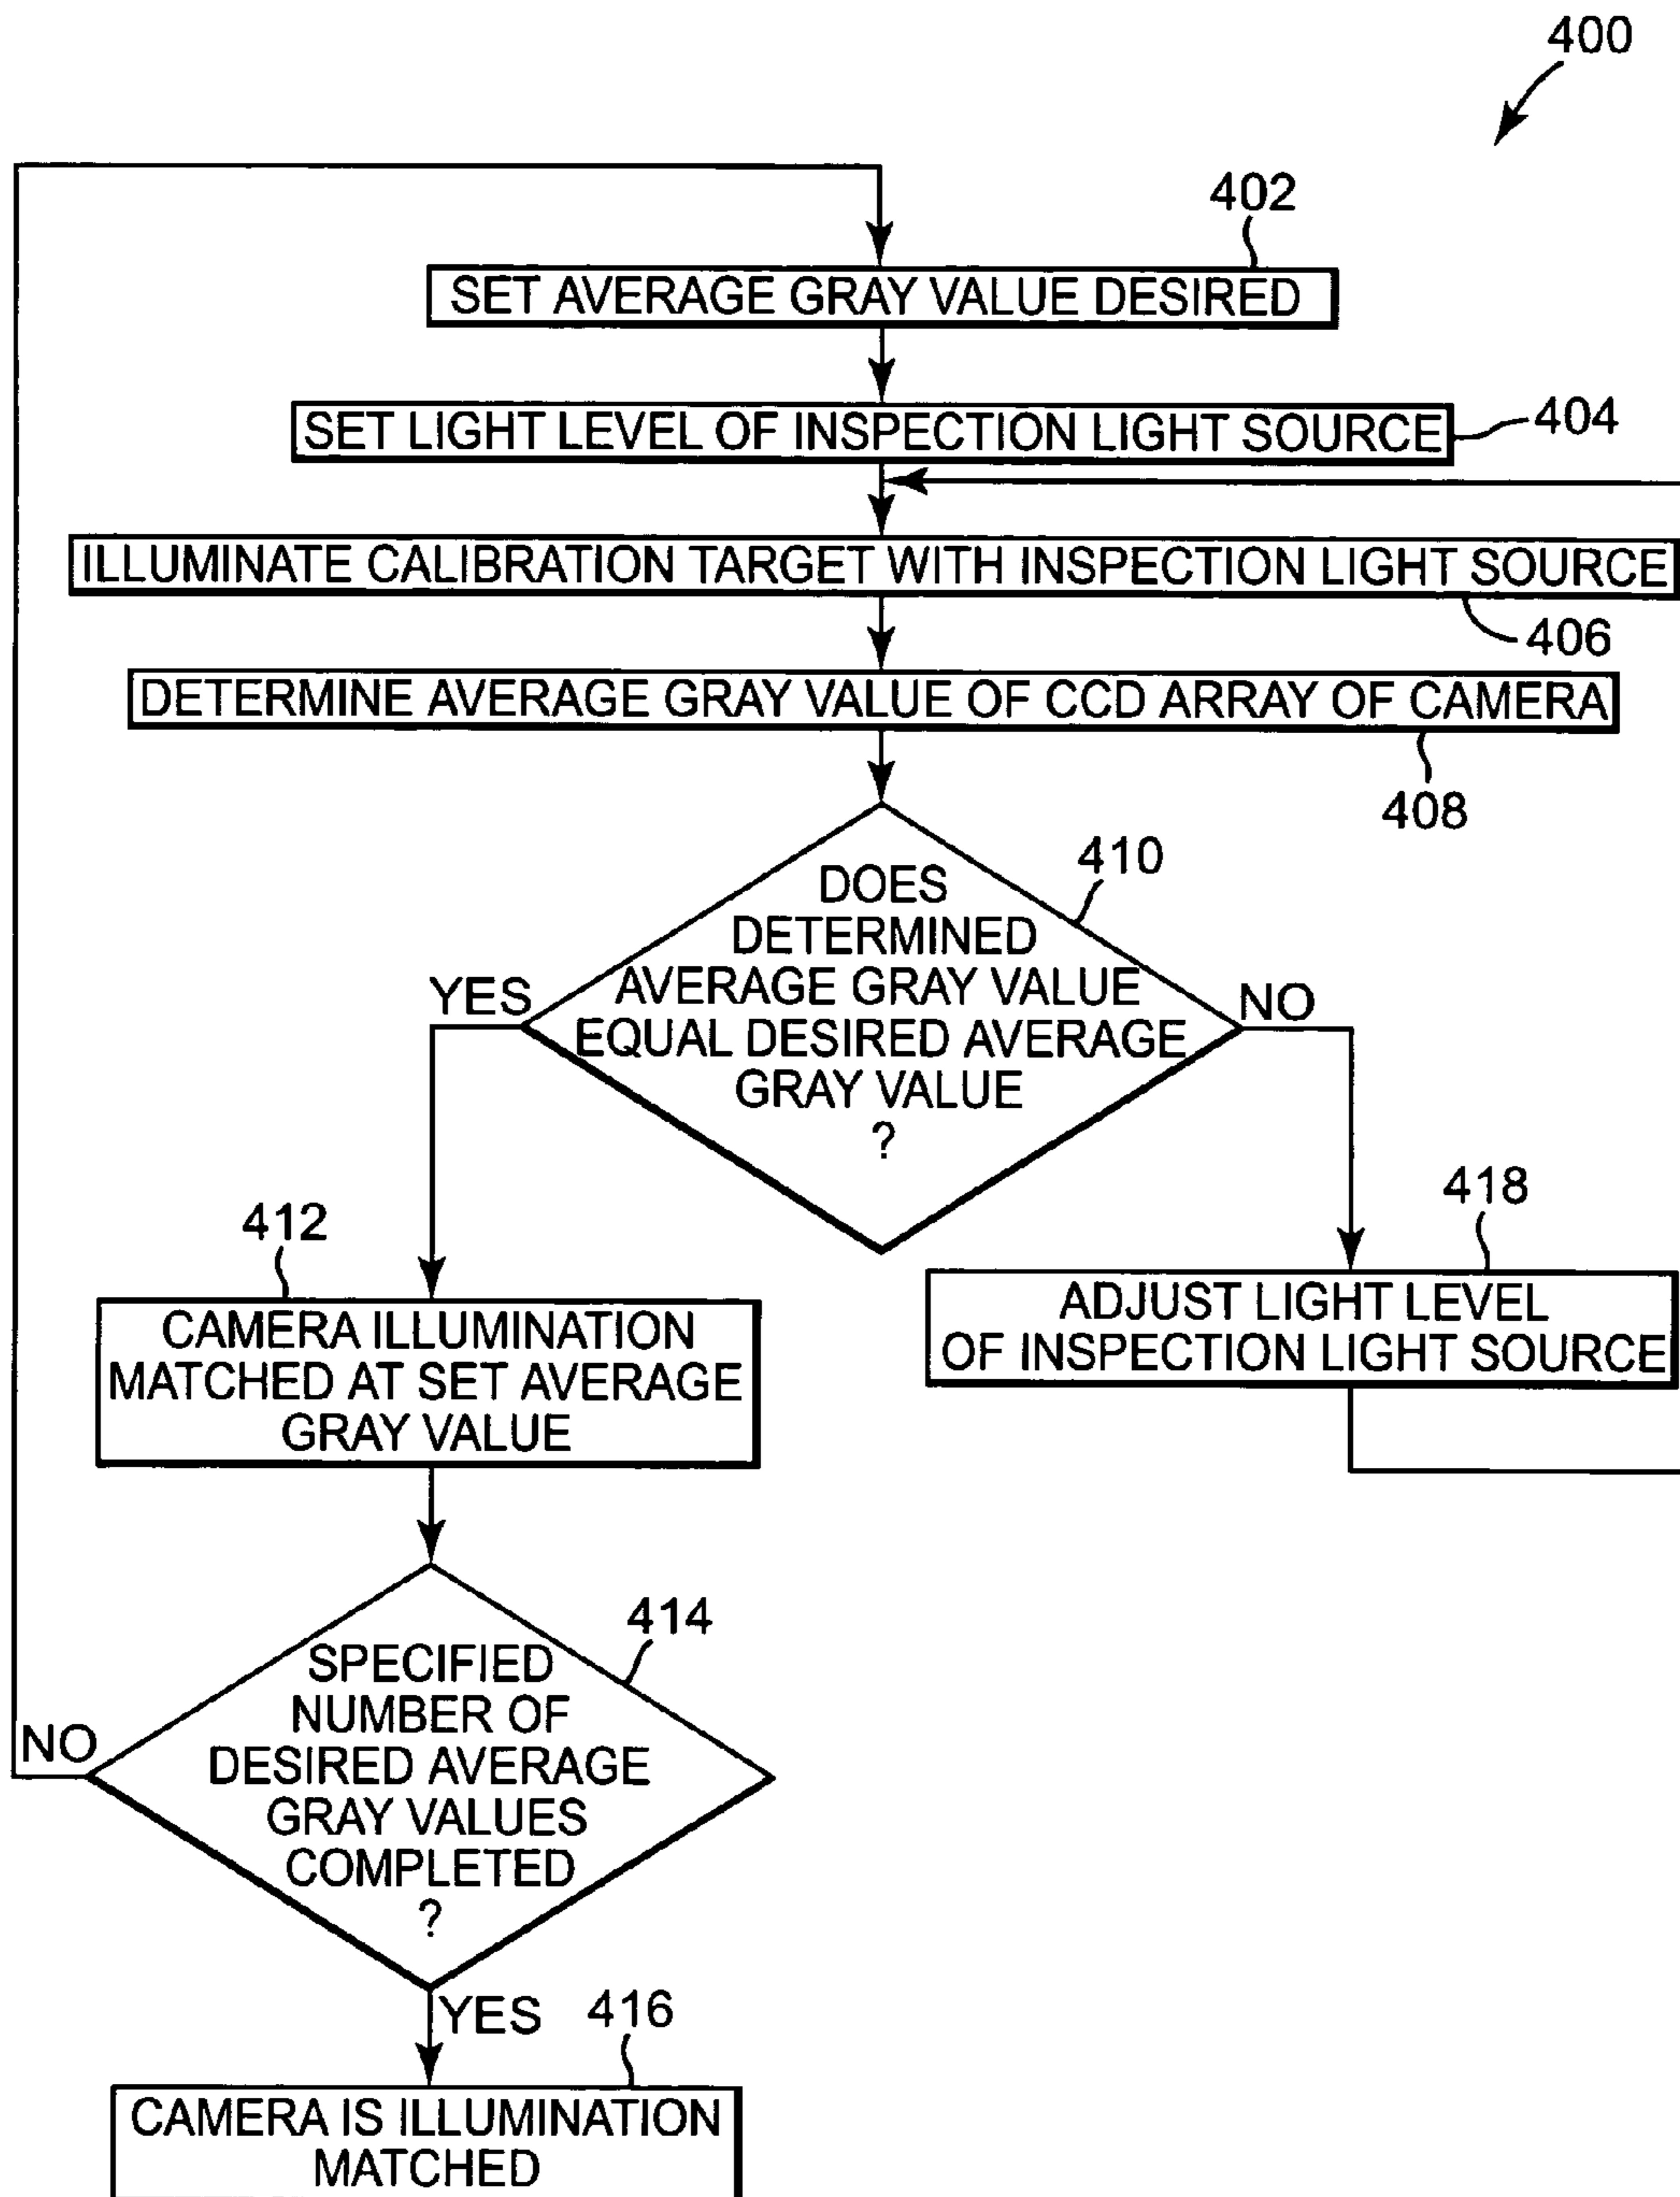 400
402
SET AVERAGE GRAY VALUE DESIRED
SET LIGHT LEVEL OF INSPECTION LIGHT SOURCE
404
ILLUMINATE CALIBRATION TARGET WITH INSPECTION LIGHT SOURCE
406
DETERMINE AVERAGE GRAY VALUE OF CCD ARRAY OF CAMERA
408
410
DOES
DETERMINED
AVERAGE GRAY VALUE
EQUAL DESIRED AVERAGE
GRAY VALUE
?
YES
NO
412
CAMERA ILLUMINATION
MATCHED AT SET AVERAGE
GRAY VALUE
418
ADJUST LIGHT LEVEL
OF INSPECTION LIGHT SOURCE
414
SPECIFIED
NUMBER OF
DESIRED AVERAGE
GRAY VALUES
COMPLETED
?
NO
YES
416
CAMERA IS ILLUMINATION
MATCHED